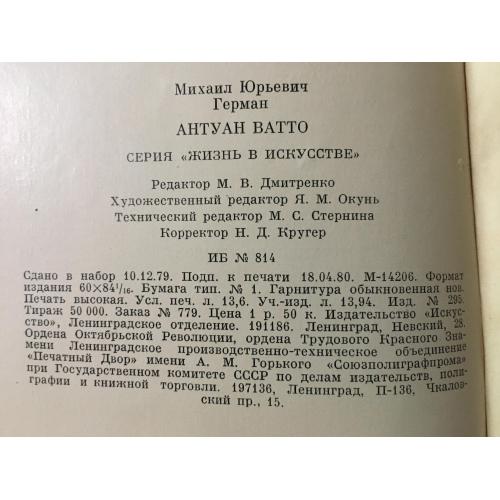 Михаил Юрьевич
Герман
АНТУАН ВАТТО
СЕРИЯ «ЖИЗНЬ В ИСКУССТВЕ»
Редактор М. В. Дмитренко
Художественный редактор Я. М. Окунь
Технический редактор М. С. Стернина
Корректор Н. Д. Кругер
ИБ № 814
Сдано в набор 10.12.79. Подп. к печати 18.04.80. М-14206. Формат
издания 60×84¹/₁₆. Бумага тип. № 1. Гарнитура обыкновенная нов.
Печать высокая. Усл. печ. л. 13,6. Уч.-изд. л. 13,94. Изд. № 295.
Тираж 50 000. Заказ № 779. Цена 1 р. 50 к. Издательство «Искус-
ство», Ленинградское отделение. 191186. Ленинград, Невский, 28.
Ордена Октябрьской Революции, ордена Трудового Красного Зна-
мени Ленинградское производственно-техническое объединение
«Печатный Двор» имени А. М. Горького «Союзполиграфпрома»
при Государственном комитете СССР по делам издательств, поли-
графии и книжной торговли. 197136, Ленинград, П-136, Чкалов-
ский пр., 15.